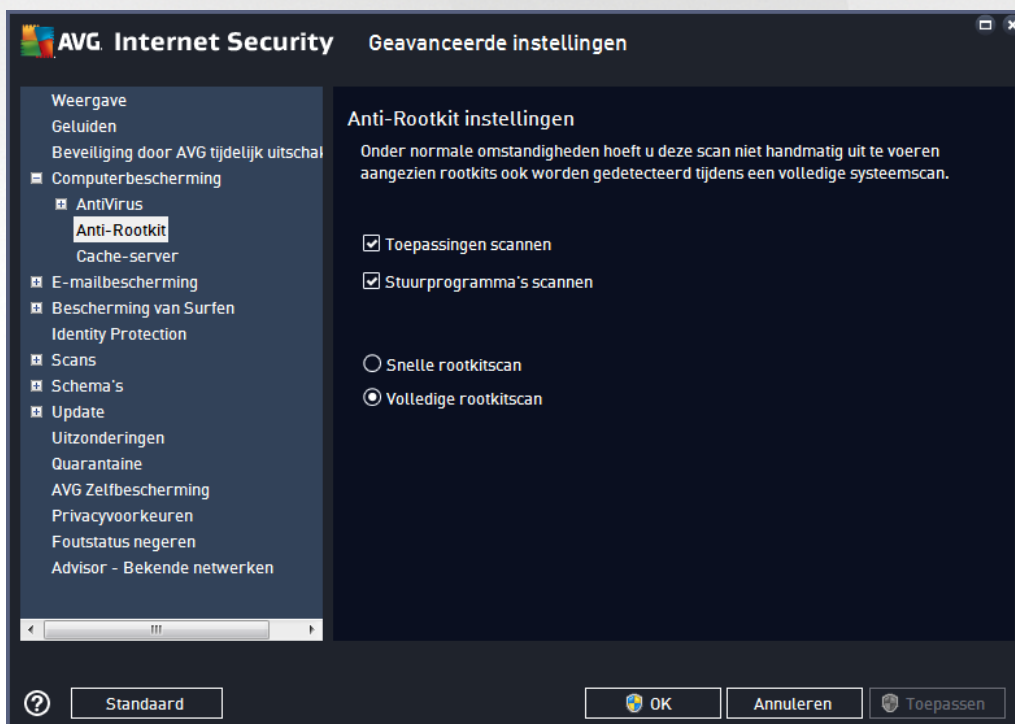 AVG. Internet Security Geavanceerde instellingen
Weergave
Geluiden
Beveiliging door AVG tijdelijk uitschak
Computerbescherming
AntiVirus
Anti-Rootkit
Cache-server
E-mailbescherming
Bescherming van Surfen
Identity Protection
Scans
Schema's
Update
Uitzonderingen
Quarantaine
AVG Zelfbescherming
Privacyvoorkeuren
Foutstatus negeren
Advisor - Bekende netwerken
Anti-Rootkit instellingen
Onder normale omstandigheden hoeft u deze scan niet handmatig uit te voeren
aangezien rootkits ook worden gedetecteerd tijdens een volledige systeemscan.
Toepassingen scannen
Stuurprogramma's scannen
Snelle rootkitscan
Volledige rootkitscan
? Standaard OK Annuleren Toepassen